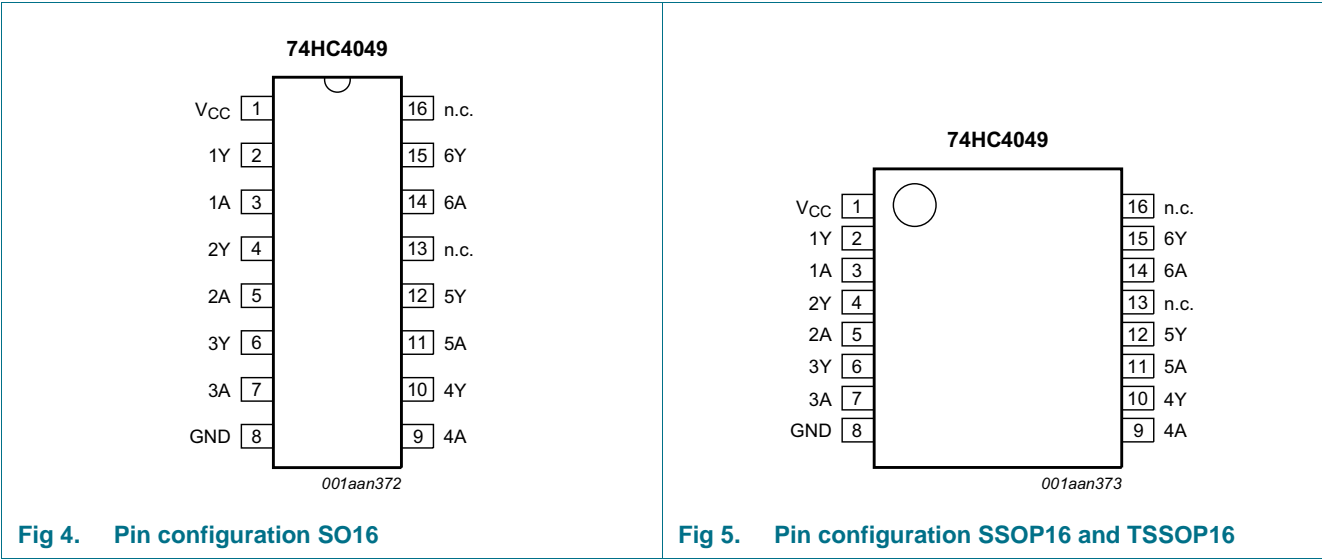 74HC4049
VCC 1 16 n.c.
1Y 2 15 6Y
1A 3 14 6A
2Y 4 13 n.c.
2A 5 12 5Y
3Y 6 11 5A
3A 7 10 4Y
GND 8 9 4A
001aan372
Fig 4. Pin configuration SO16
74HC4049
VCC 1 16 n.c.
1Y 2 15 6Y
1A 3 14 6A
2Y 4 13 n.c.
2A 5 12 5Y
3Y 6 11 5A
3A 7 10 4Y
GND 8 9 4A
001aan373
Fig 5. Pin configuration SSOP16 and TSSOP16